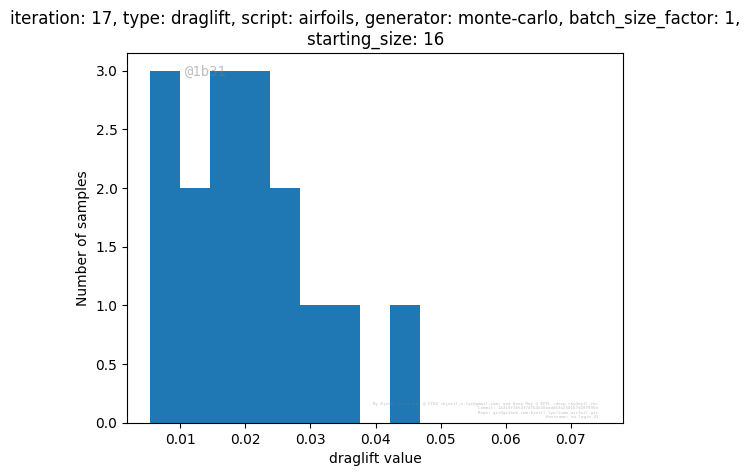 iteration: 17, type: draglift, script: airfoils, generator: monte-carlo, batch_size_factor: 1,
starting_size: 16
@1b31
3.0
2.5
2.0
1.5
1.0
0.5
0.0
Number of samples
0.01 0.02 0.03 0.04 0.05 0.06 0.07
draglift value